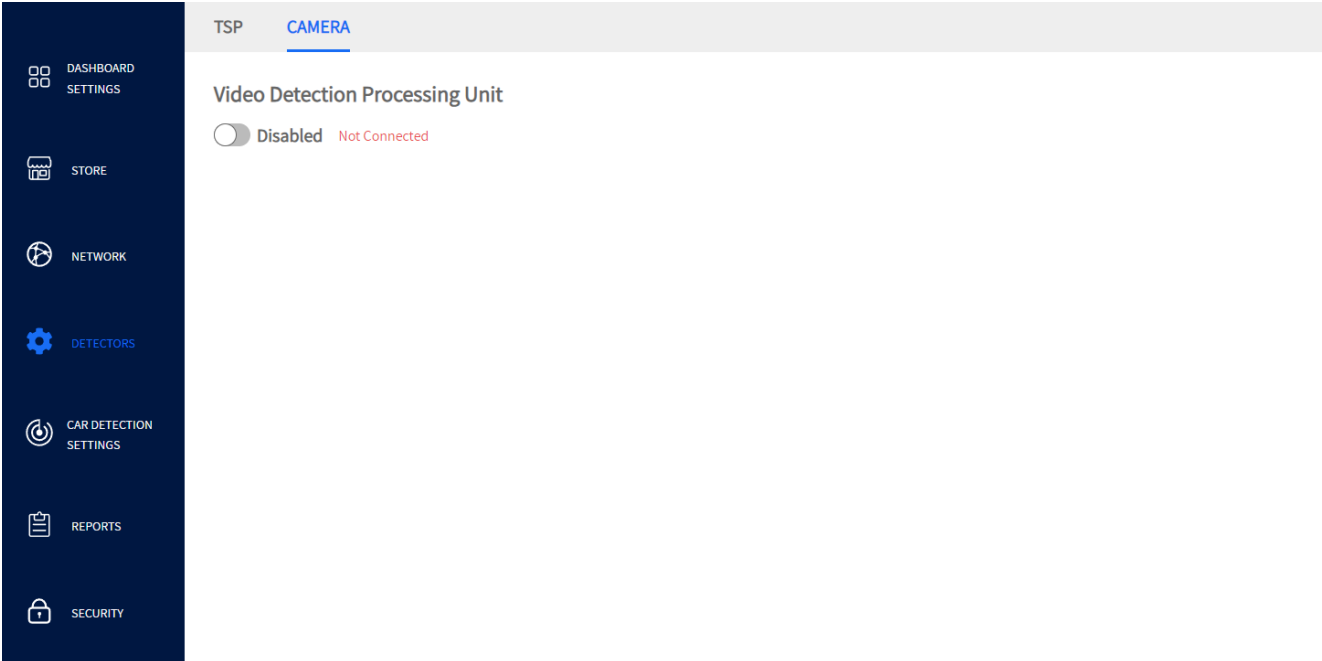 TSP CAMERA
DASHBOARD
SETTINGS
STORE
NETWORK
DETECTORS
CAR DETECTION
SETTINGS
REPORTS
SECURITY
Video Detection Processing Unit
Disabled Not Connected